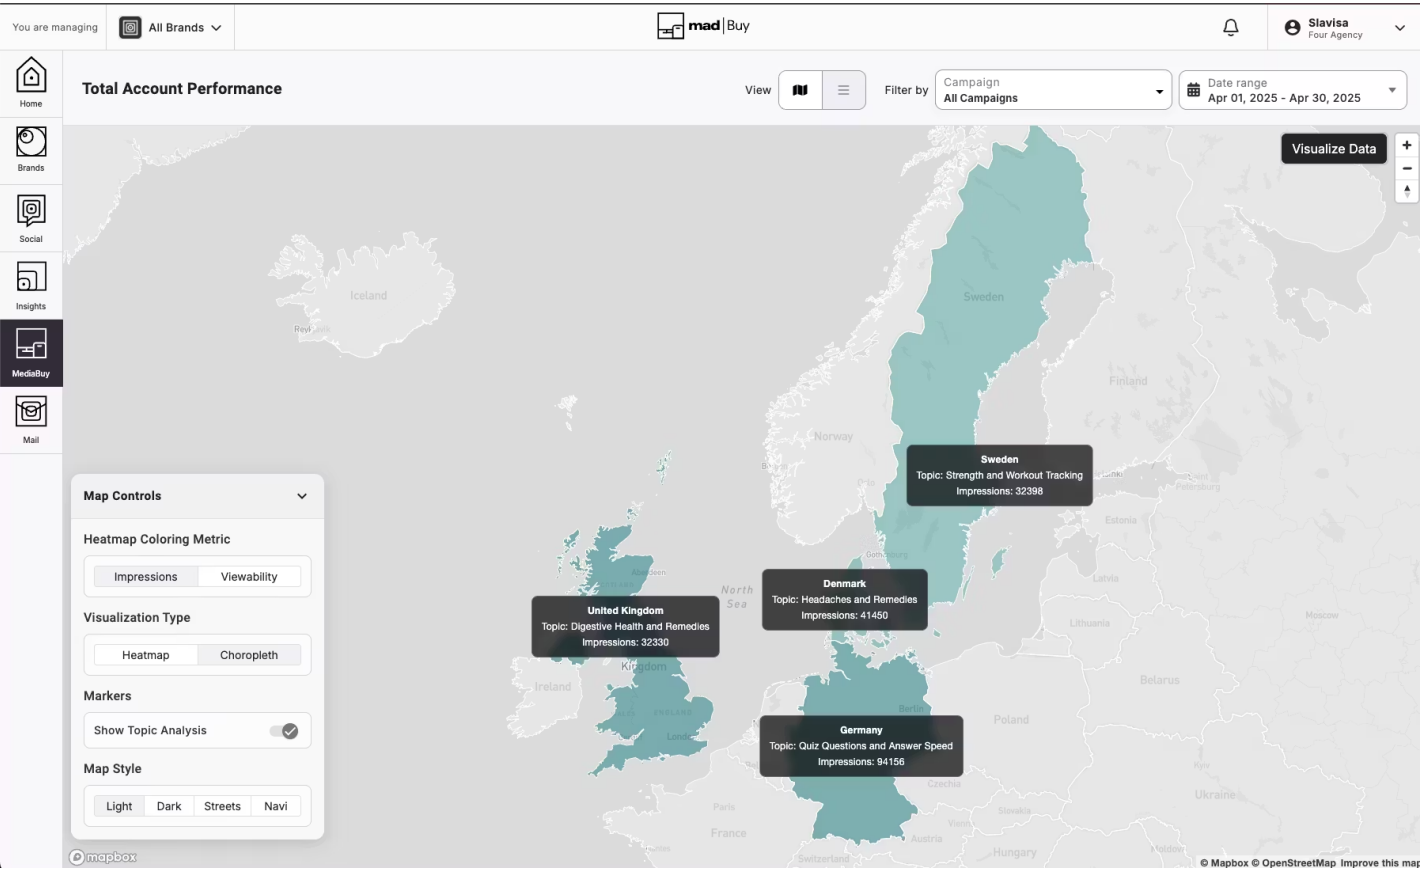 You are managing
All Brands
mad|Buy
Slavisa
Four Agency
Home
Brands
Social
Insights
MediaBuy
Mail
Total Account Performance
View
Filter by
Campaign
All Campaigns
Date range
Apr 01, 2025 - Apr 30, 2025
Visualize Data
Iceland
Sweden
Finland
Norway
Sweden
Topic: Strength and Workout Tracking
Impressions: 32398
Petersburg
Estonia
Latvia
Lithuania
Moscow
Aberdeen
North
Sea
Denmark
Topic: Headaches and Remedies
Impressions: 41450
United Kingdom
Topic: Digestive Health and Remedies
Impressions: 32330
Kingdom
Ireland
ENGLAND
Belarus
Berlin
Poland
Germany
Topic: Quiz Questions and Answer Speed
Impressions: 94156
Kyiv
Czechia
Ukraine
Paris
Slovakia
France
Austria
Hungary
Switzerland
Map Controls
Heatmap Coloring Metric
Impressions
Viewability
Visualization Type
Heatmap
Choropleth
Markers
Show Topic Analysis
Map Style
Light
Dark
Streets
Navi
mapbox
© Mapbox © OpenStreetMap Improve this map